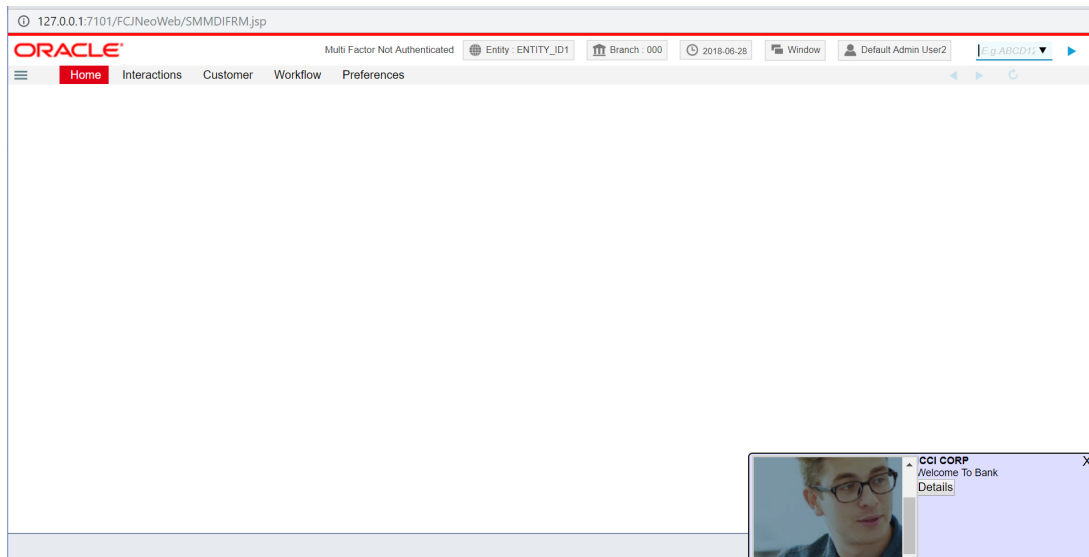 127.0.0.1:7101/FCJNeoWeb/SMMDIFRM.jsp
ORACLE Multi Factor Not Authenticated Entity : ENTITY_ID1 Branch : 000 2018-06-28 Window Default Admin User2 E.g.ABCD12
Home Interactions Customer Workflow Preferences
CCI CORP X
Welcome To Bank
Details